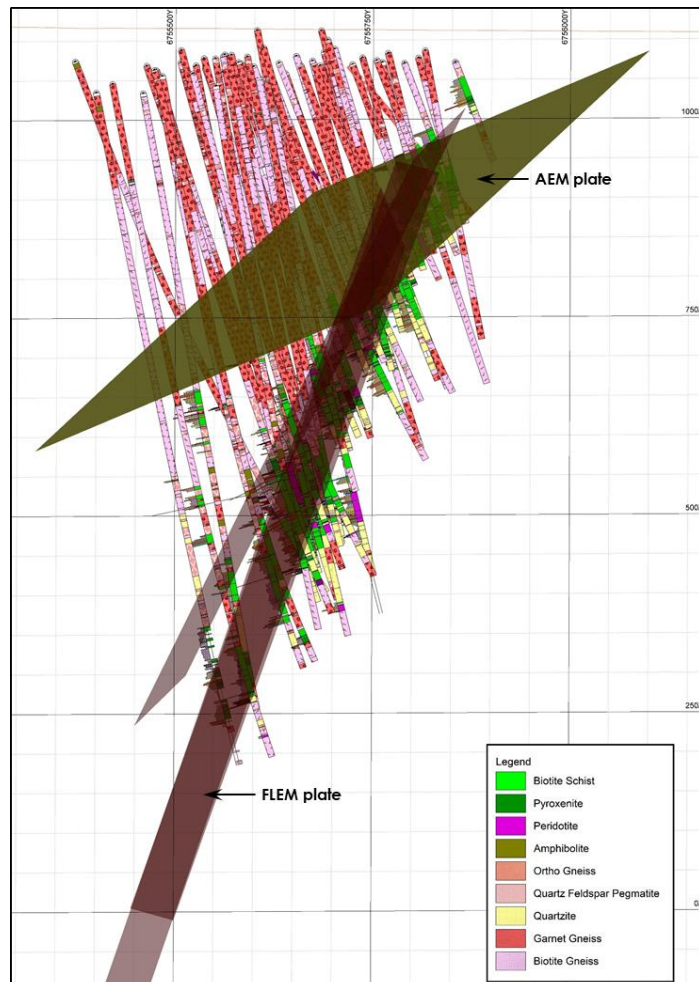 6755500Y
6755750Y
6756000Y
1000
AEM plate
750
500
250
FLEM plate
0
Legend
Biotite Schist
Pyroxenite
Peridotite
Amphibolite
Ortho Gneiss
Quartz Feldspar Pegmatite
Quartzite
Garnet Gneiss
Biotite Gneiss